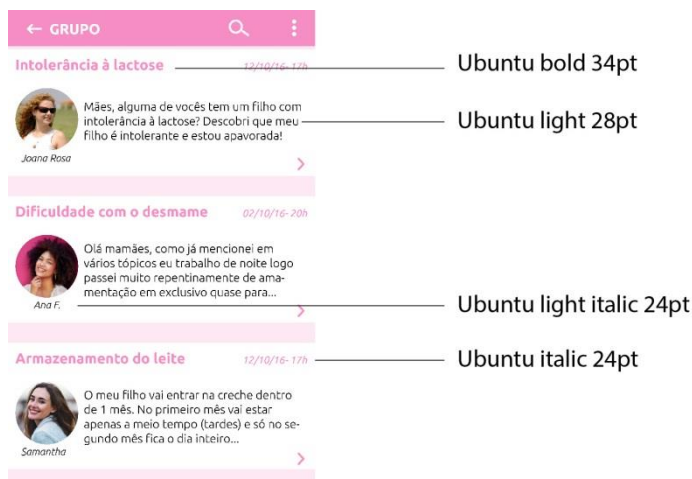 ← GRUPO
Intolerância à lactose 12/10/16- 17h
Ubuntu bold 34pt
Mães, alguma de vocês tem um filho com
intolerância à lactose? Descobri que meu
filho é intolerante e estou apavorada!
Ubuntu light 28pt
Joana Rosa
Dificuldade com o desmame 02/10/16- 20h
Olá mamães, como já mencionei em
vários tópicos eu trabalho de noite logo
passei muito repentinamente de ama-
mentação em exclusivo quase para...
Ana F.
Ubuntu light italic 24pt
Armazenamento do leite 12/10/16- 17h
Ubuntu italic 24pt
O meu filho vai entrar na creche dentro
de 1 mês. No primeiro mês vai estar
apenas a meio tempo (tardes) e só no se-
gundo mês fica o dia inteiro...
Samantha